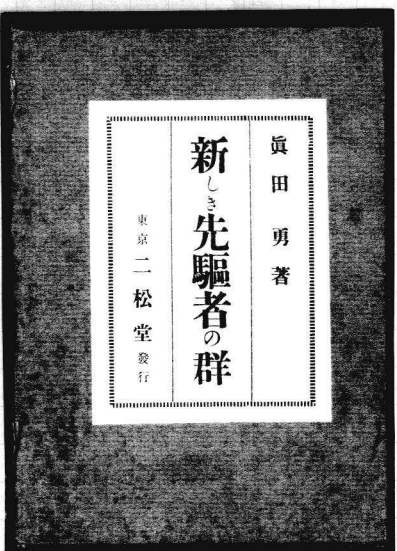 眞田勇著
新しき先驅者の群
東京二松堂發行